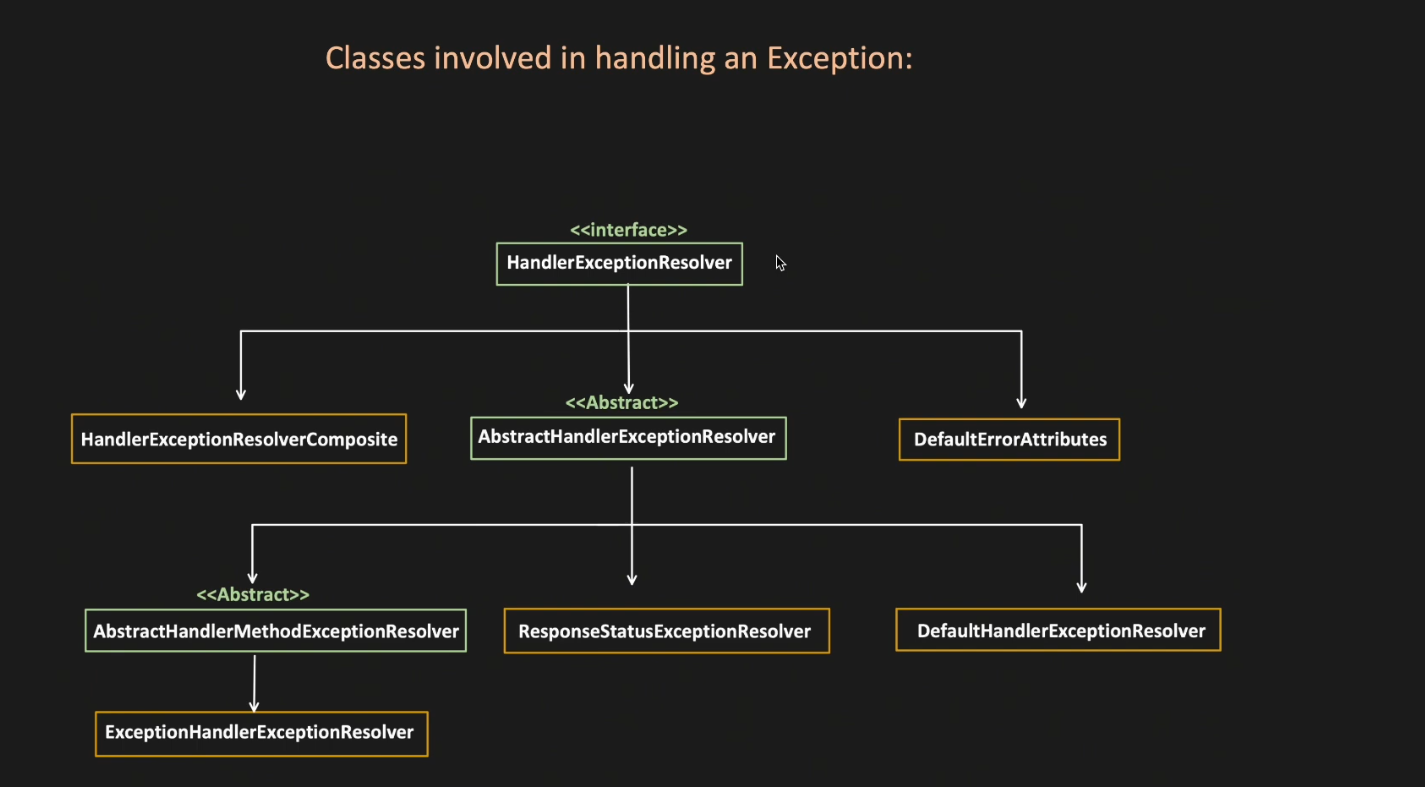 Classes involved in handling an Exception:
<<interface>>
HandlerExceptionResolver
<<Abstract>>
HandlerExceptionResolverComposite
AbstractHandlerExceptionResolver
DefaultErrorAttributes
<<Abstract>>
AbstractHandlerMethodExceptionResolver
ResponseStatusExceptionResolver
DefaultHandlerExceptionResolver
ExceptionHandlerExceptionResolver